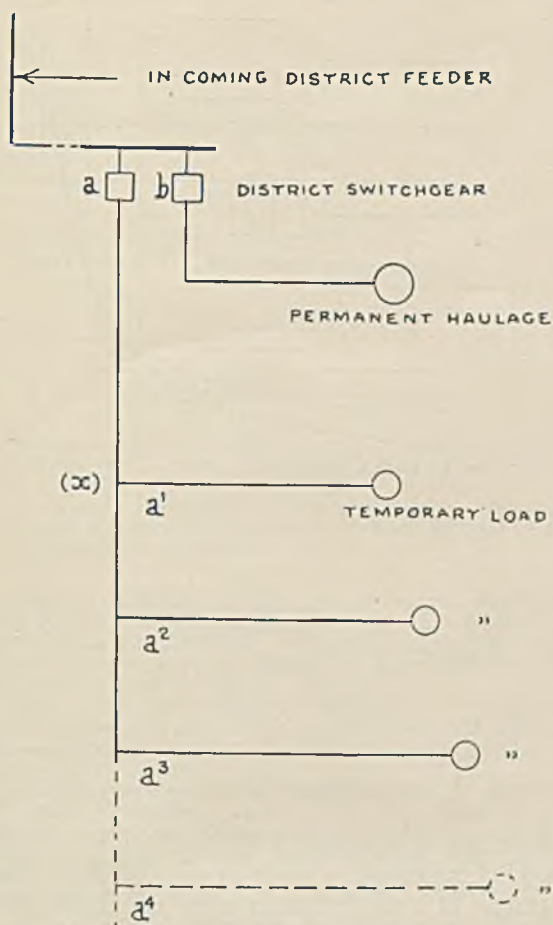 IN COMING DISTRICT FEEDER
a b DISTRICT SWITCHGEAR
PERMANENT HAULAGE
(x) a¹
TEMPORARY LOAD
a² "
a³ "
a⁴ "